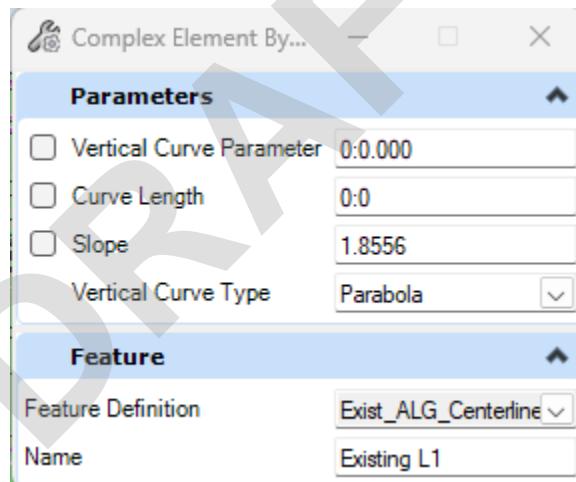 Complex Element By...
Parameters
Vertical Curve Parameter 0:0.000
Curve Length 0:0
Slope 1.8556
Vertical Curve Type Parabola
Feature
Feature Definition Exist_ALG_Centerline
Name Existing L1
DRAF